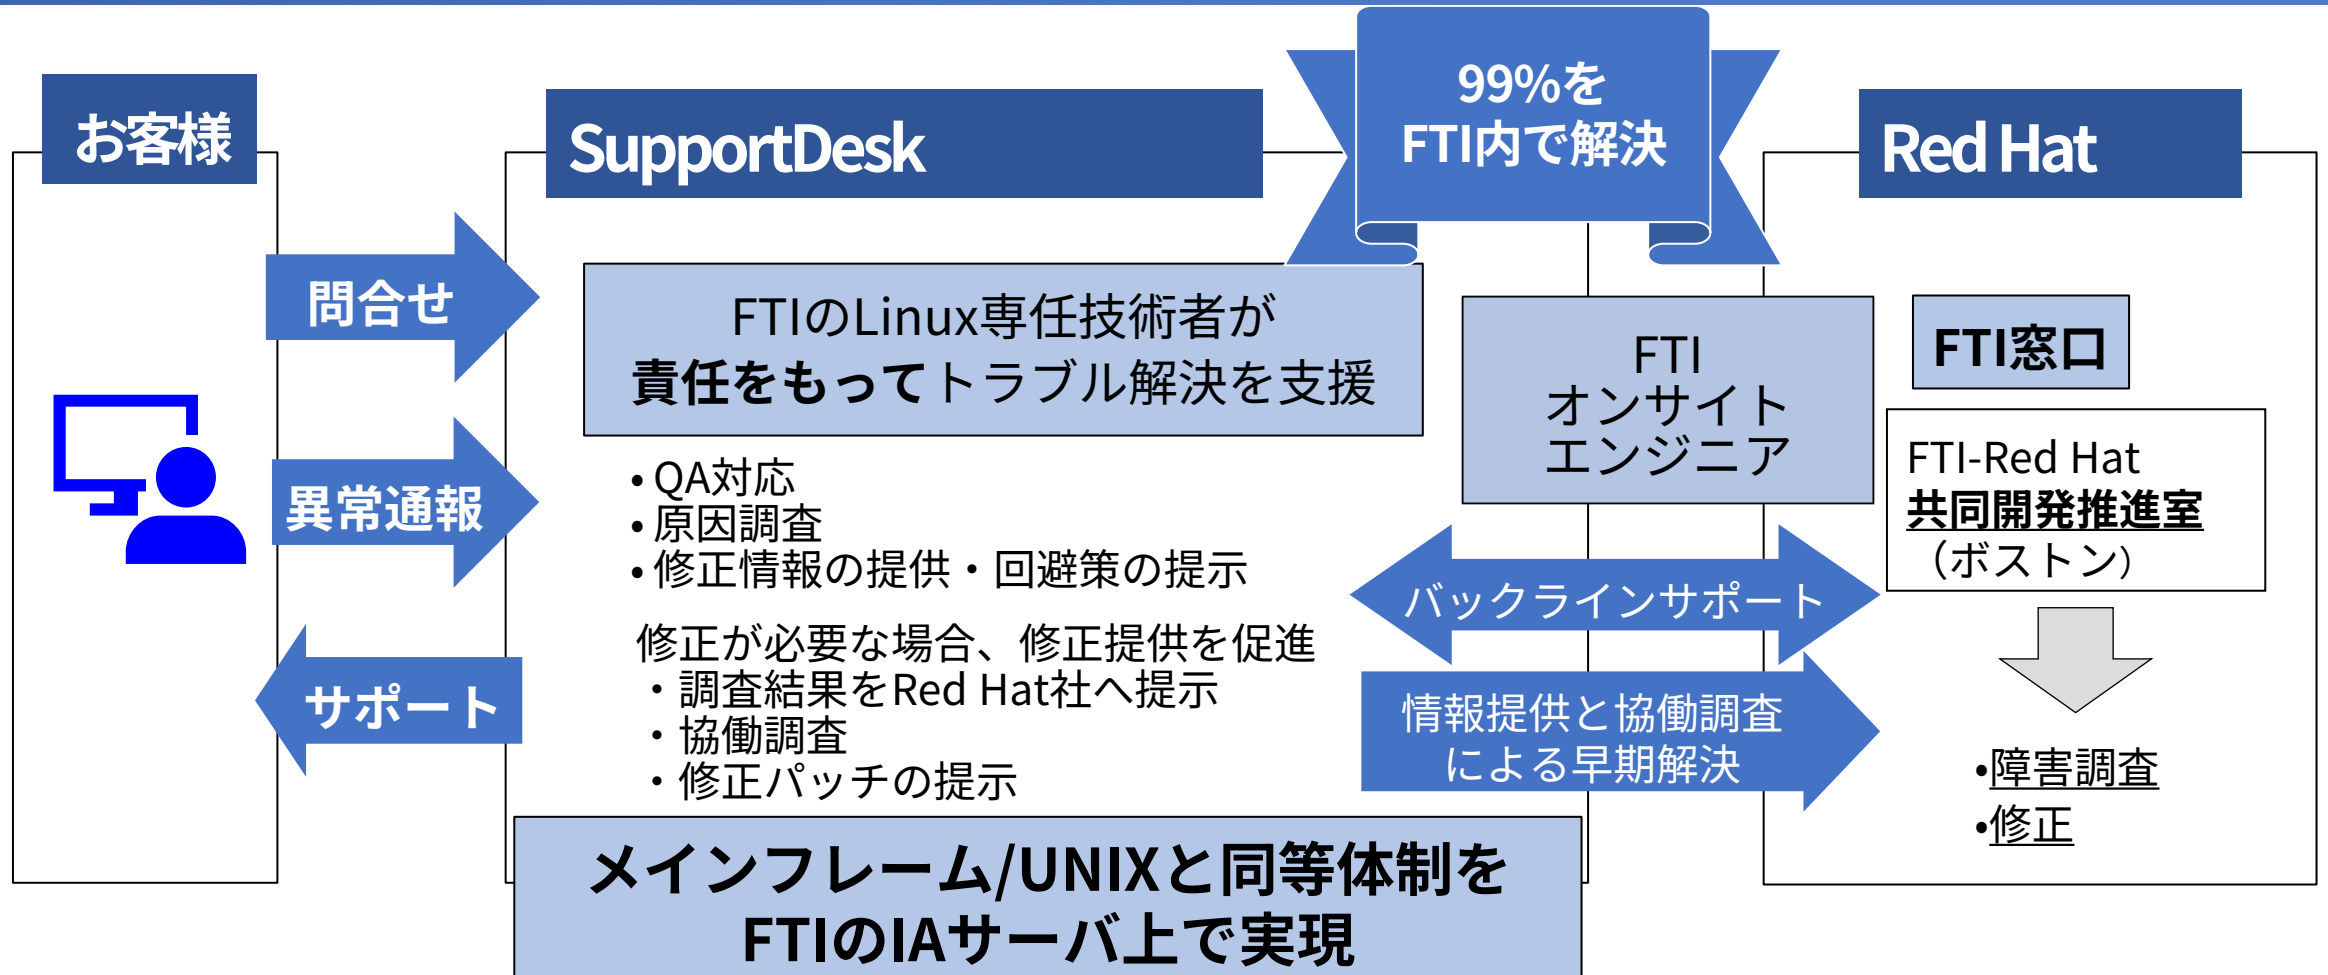 お客様
問合せ
異常通報
サポート
SupportDesk
99%を
FTI内で解決
FTIのLinux専任技術者が
責任をもってトラブル解決を支援
•QA対応
•原因調査
•修正情報の提供・回避策の提示
修正が必要な場合、修正提供を促進
・調査結果をRed Hat社へ提示
・協働調査
・修正パッチの提示
メインフレーム/UNIXと同等体制を
FTIのIAサーバ上で実現
FTI
オンサイト
エンジニア
バックラインサポート
情報提供と協働調査
による早期解決
Red Hat
FTI窓口
FTI-Red Hat
共同開発推進室
（ボストン）
•障害調査
•修正